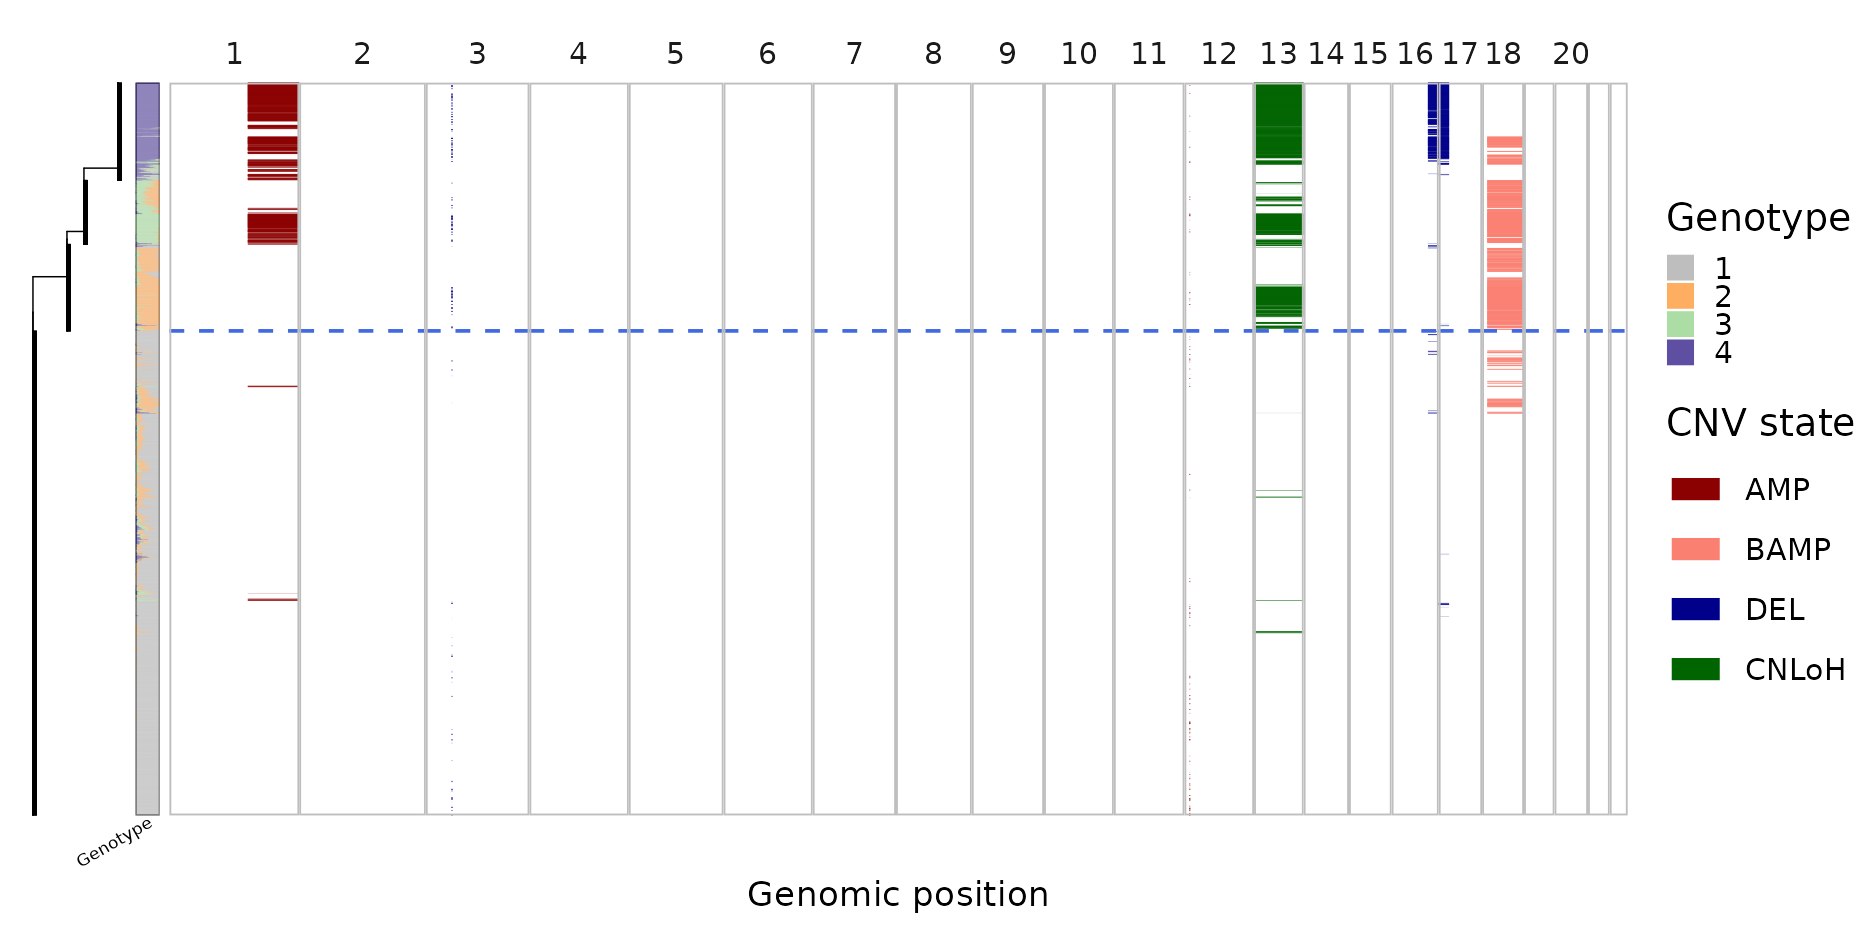 1 2 3 4 5 6 7 8 9 10 11 12 13 14 15 16 17 18 20
Genotype
1
2
3
4
CNV state
AMP
BAMP
DEL
CNLoH
Genotype
Genomic position